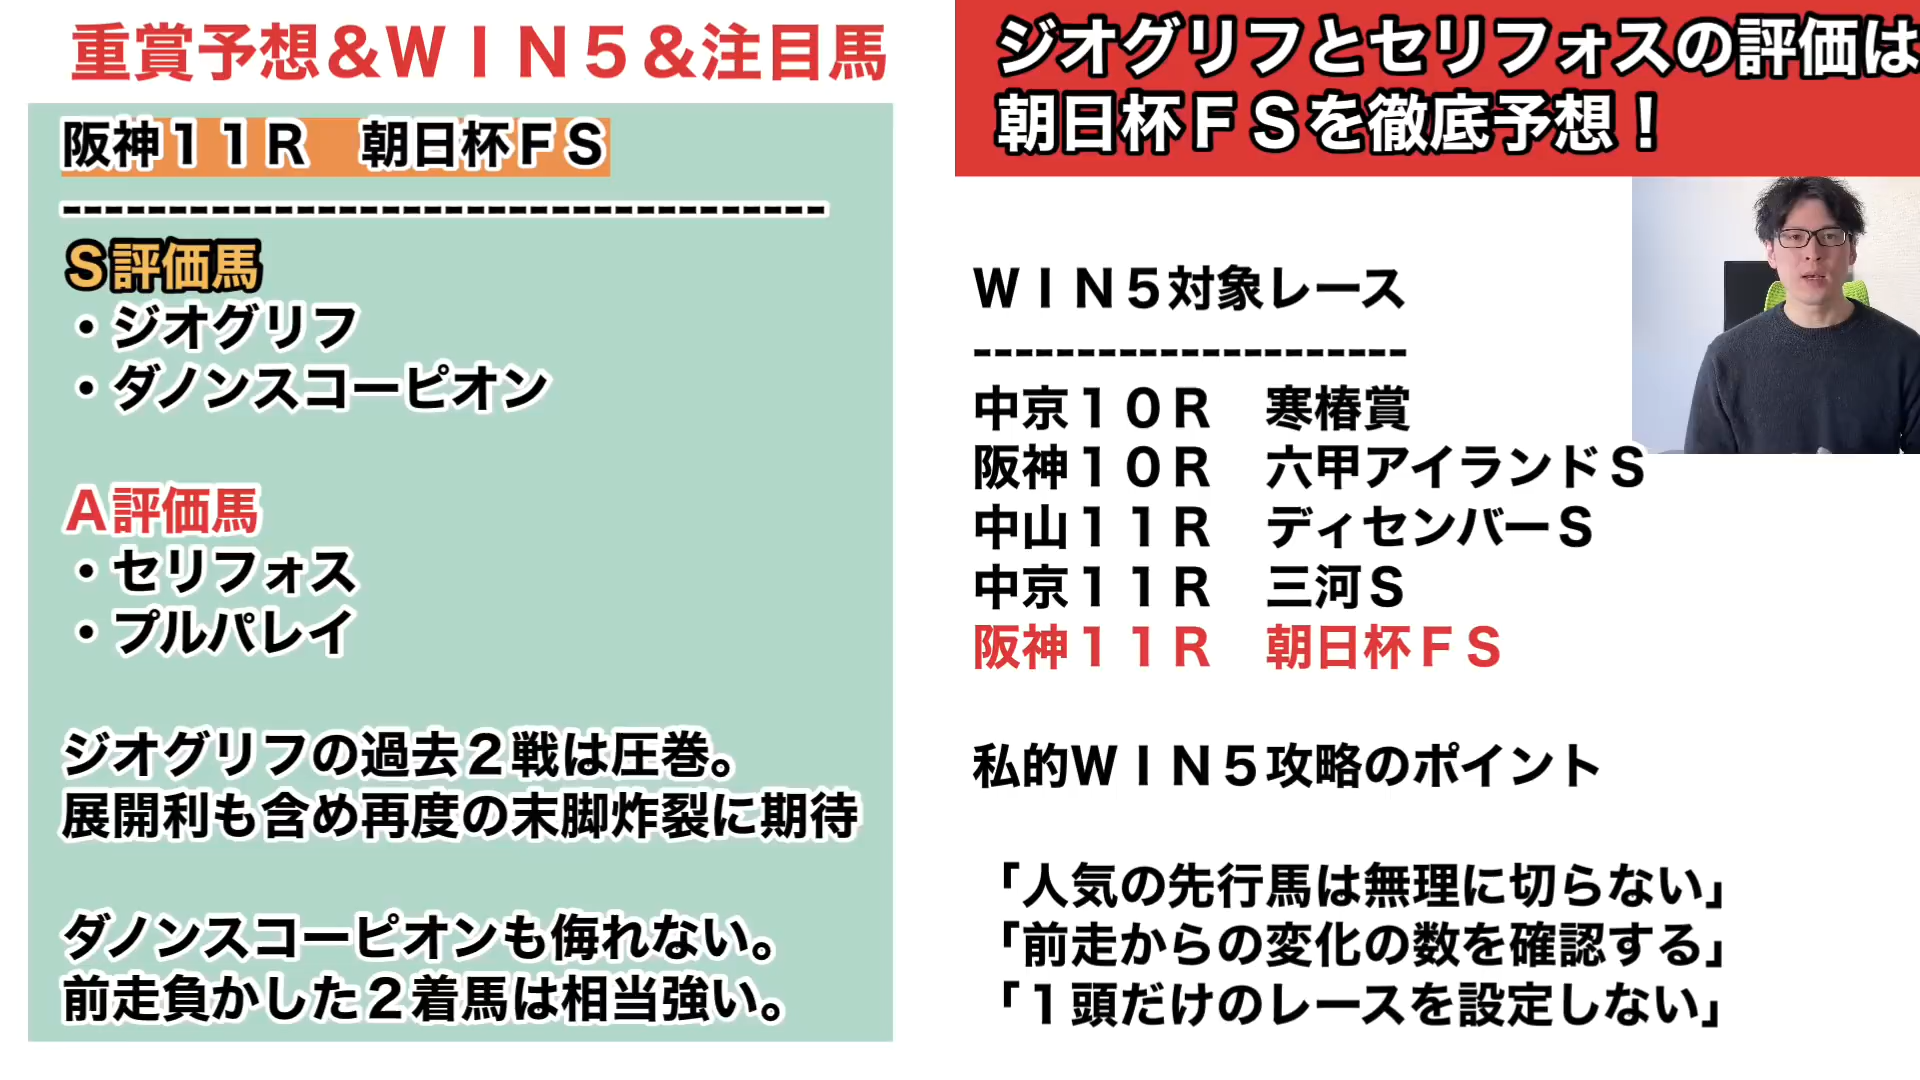 重賞予想＆ＷＩＮ５＆注目馬
阪神１１Ｒ　朝日杯ＦＳ
-------------------------------------
Ｓ評価馬
・ジオグリフ
・ダノンスコーピオン
Ａ評価馬
・セリフォス
・プルパレイ
ジオグリフの過去２戦は圧巻。
展開利も含め再度の末脚炸裂に期待
ダノンスコーピオンも侮れない。
前走負かした２着馬は相当強い。
ジオグリフとセリフォスの評価は
朝日杯ＦＳを徹底予想！
ＷＩＮ５対象レース
---------------------
中京１０Ｒ　寒椿賞
阪神１０Ｒ　六甲アイランドＳ
中山１１Ｒ　ディセンバーＳ
中京１１Ｒ　三河Ｓ
阪神１１Ｒ　朝日杯ＦＳ
私的ＷＩＮ５攻略のポイント
「人気の先行馬は無理に切らない」
「前走からの変化の数を確認する」
「１頭だけのレースを設定しない」